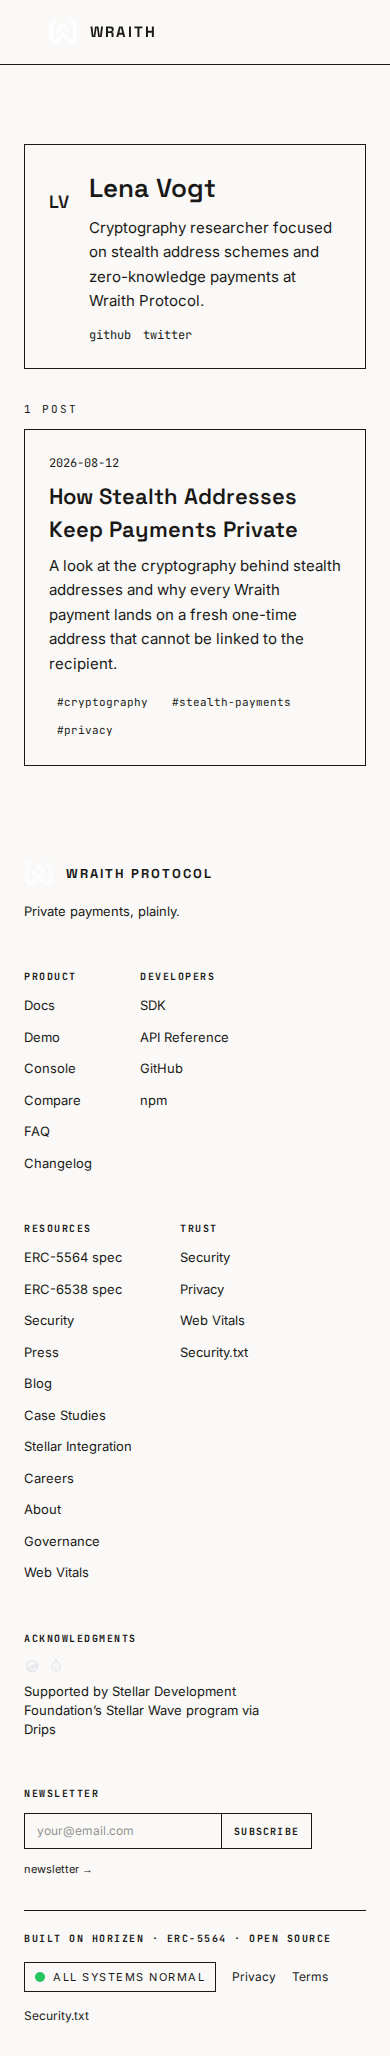 WRAITH
LV
Lena Vogt
Cryptography researcher focused
on stealth address schemes and
zero-knowledge payments at
Wraith Protocol.
github twitter
1 POST
2026-08-12
How Stealth Addresses
Keep Payments Private
A look at the cryptography behind stealth
addresses and why every Wraith
payment lands on a fresh one-time
address that cannot be linked to the
recipient.
#cryptography #stealth-payments
#privacy
WRAITH PROTOCOL
Private payments, plainly.
PRODUCT DEVELOPERS
Docs SDK
Demo API Reference
Console GitHub
Compare npm
FAQ
Changelog
RESOURCES TRUST
ERC-5564 spec Security
ERC-6538 spec Privacy
Security Web Vitals
Press Security.txt
Blog
Case Studies
Stellar Integration
Careers
About
Governance
Web Vitals
ACKNOWLEDGMENTS
Supported by Stellar Development
Foundation’s Stellar Wave program via
Drips
NEWSLETTER
your@email.com SUBSCRIBE
newsletter →
BUILT ON HORIZEN · ERC-5564 · OPEN SOURCE
ALL SYSTEMS NORMAL Privacy Terms
Security.txt